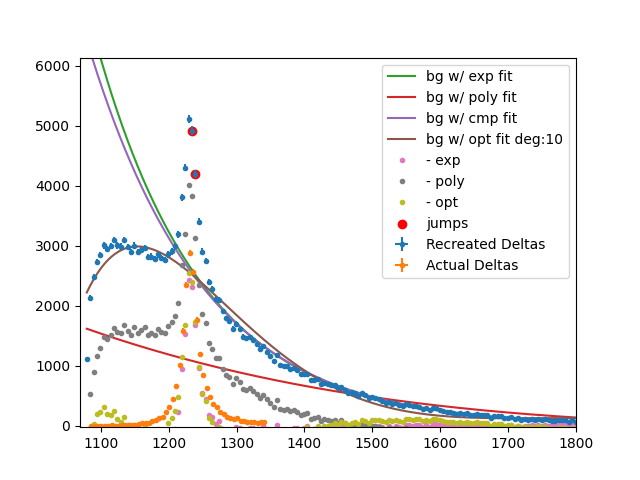 6000
5000
4000
3000
2000
1000
0
1100 1200 1300 1400 1500 1600 1700 1800
bg w/ exp fit
bg w/ poly fit
bg w/ cmp fit
bg w/ opt fit deg:10
- exp
- poly
- opt
jumps
Recreated Deltas
Actual Deltas